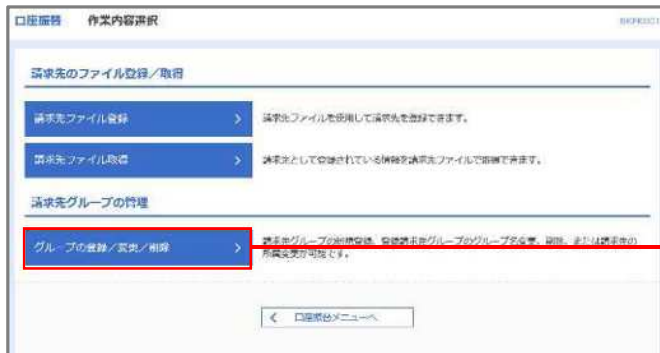 口座振替 作業内容選択
請求先のファイル登録／取得
請求先ファイル登録
請求先ファイルを使用して請求先を登録できます。
請求先ファイル取得
請求先として登録されている情報を請求先ファイルで取得できます。
請求先グループの管理
グループの登録／変更／削除
請求先グループの新規登録、登録請求先グループのグループ名変更、削除、または請求先の
所属変更が可能です。
口座振替メニューへ